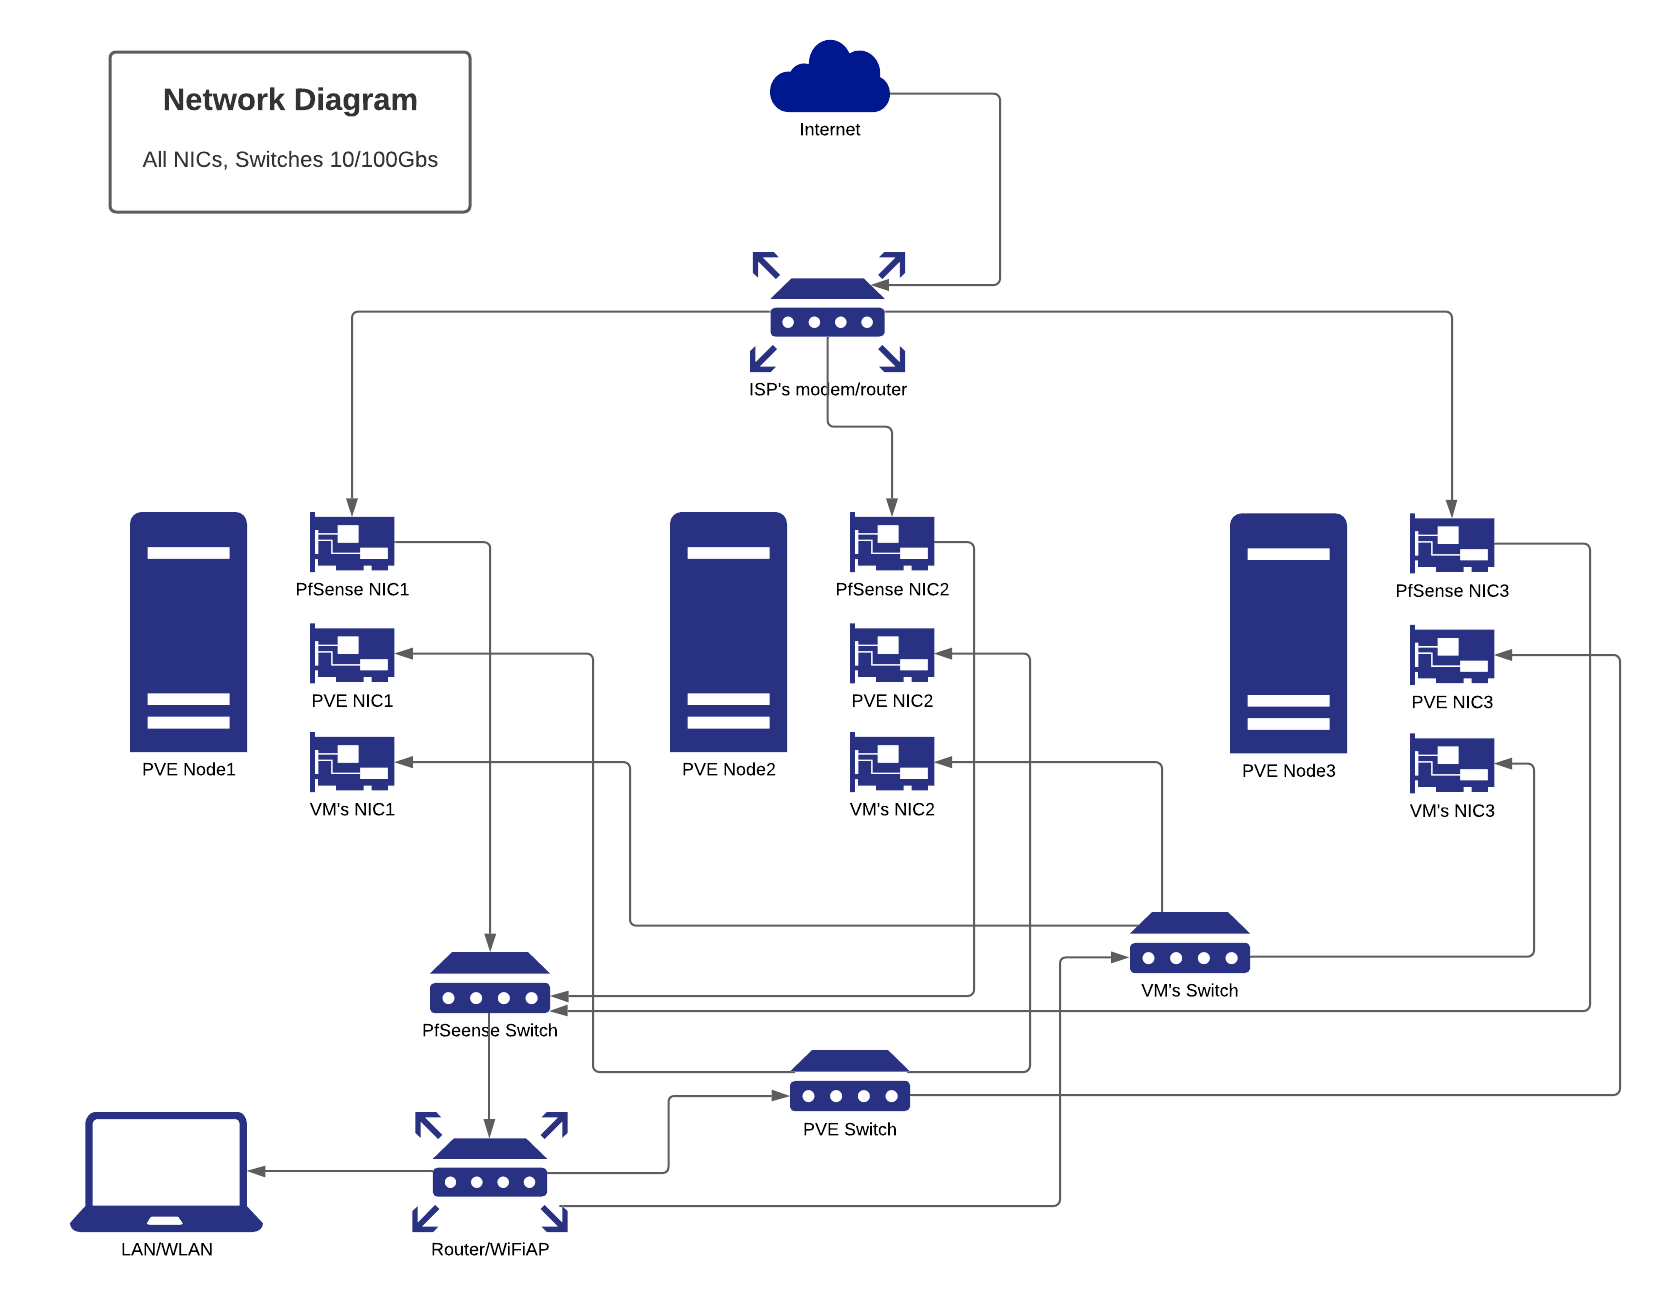 Network Diagram
All NICs, Switches 10/100Gbs
Internet
ISP's modem/router
PfSense NIC1
PfSense NIC2
PfSense NIC3
PVE NIC1
PVE NIC2
PVE NIC3
PVE Node1
PVE Node2
PVE Node3
VM's NIC1
VM's NIC2
VM's NIC3
VM's Switch
PfSeense Switch
PVE Switch
LAN/WLAN
Router/WiFiAP